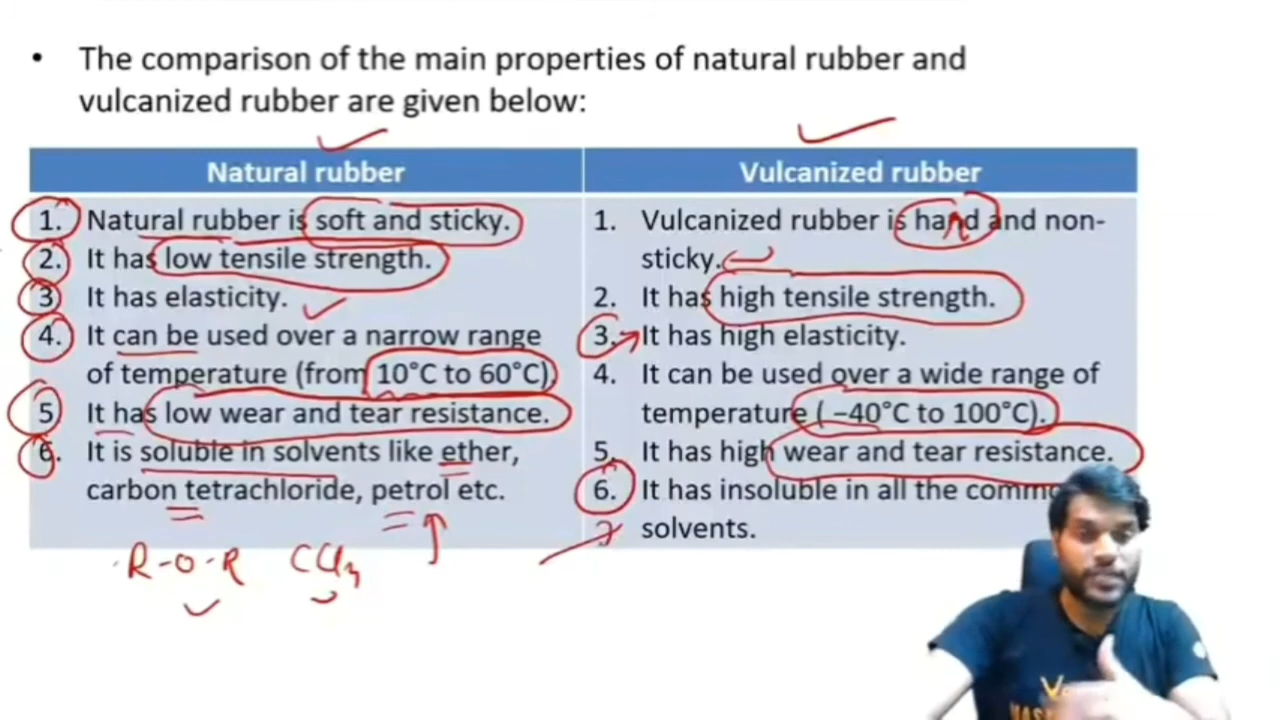 • The comparison of the main properties of natural rubber and
vulcanized rubber are given below:
Natural rubber
1. Natural rubber is soft and sticky.
2. It has low tensile strength.
3 It has elasticity.
4. It can be used over a narrow range
of temperature (from 10°C to 60°C).
5 It has low wear and tear resistance.
6. It is soluble in solvents like ether,
carbon tetrachloride, petrol etc.
R-O-R CCl
Vulcanized rubber
1. Vulcanized rubber is hand and non-
sticky.
2. It has high tensile strength.
3. It has high elasticity.
4. It can be used over a wide range of
temperature ( −40°C to 100°C).
5. It has high wear and tear resistance.
6. It has insoluble in all the
solvents.